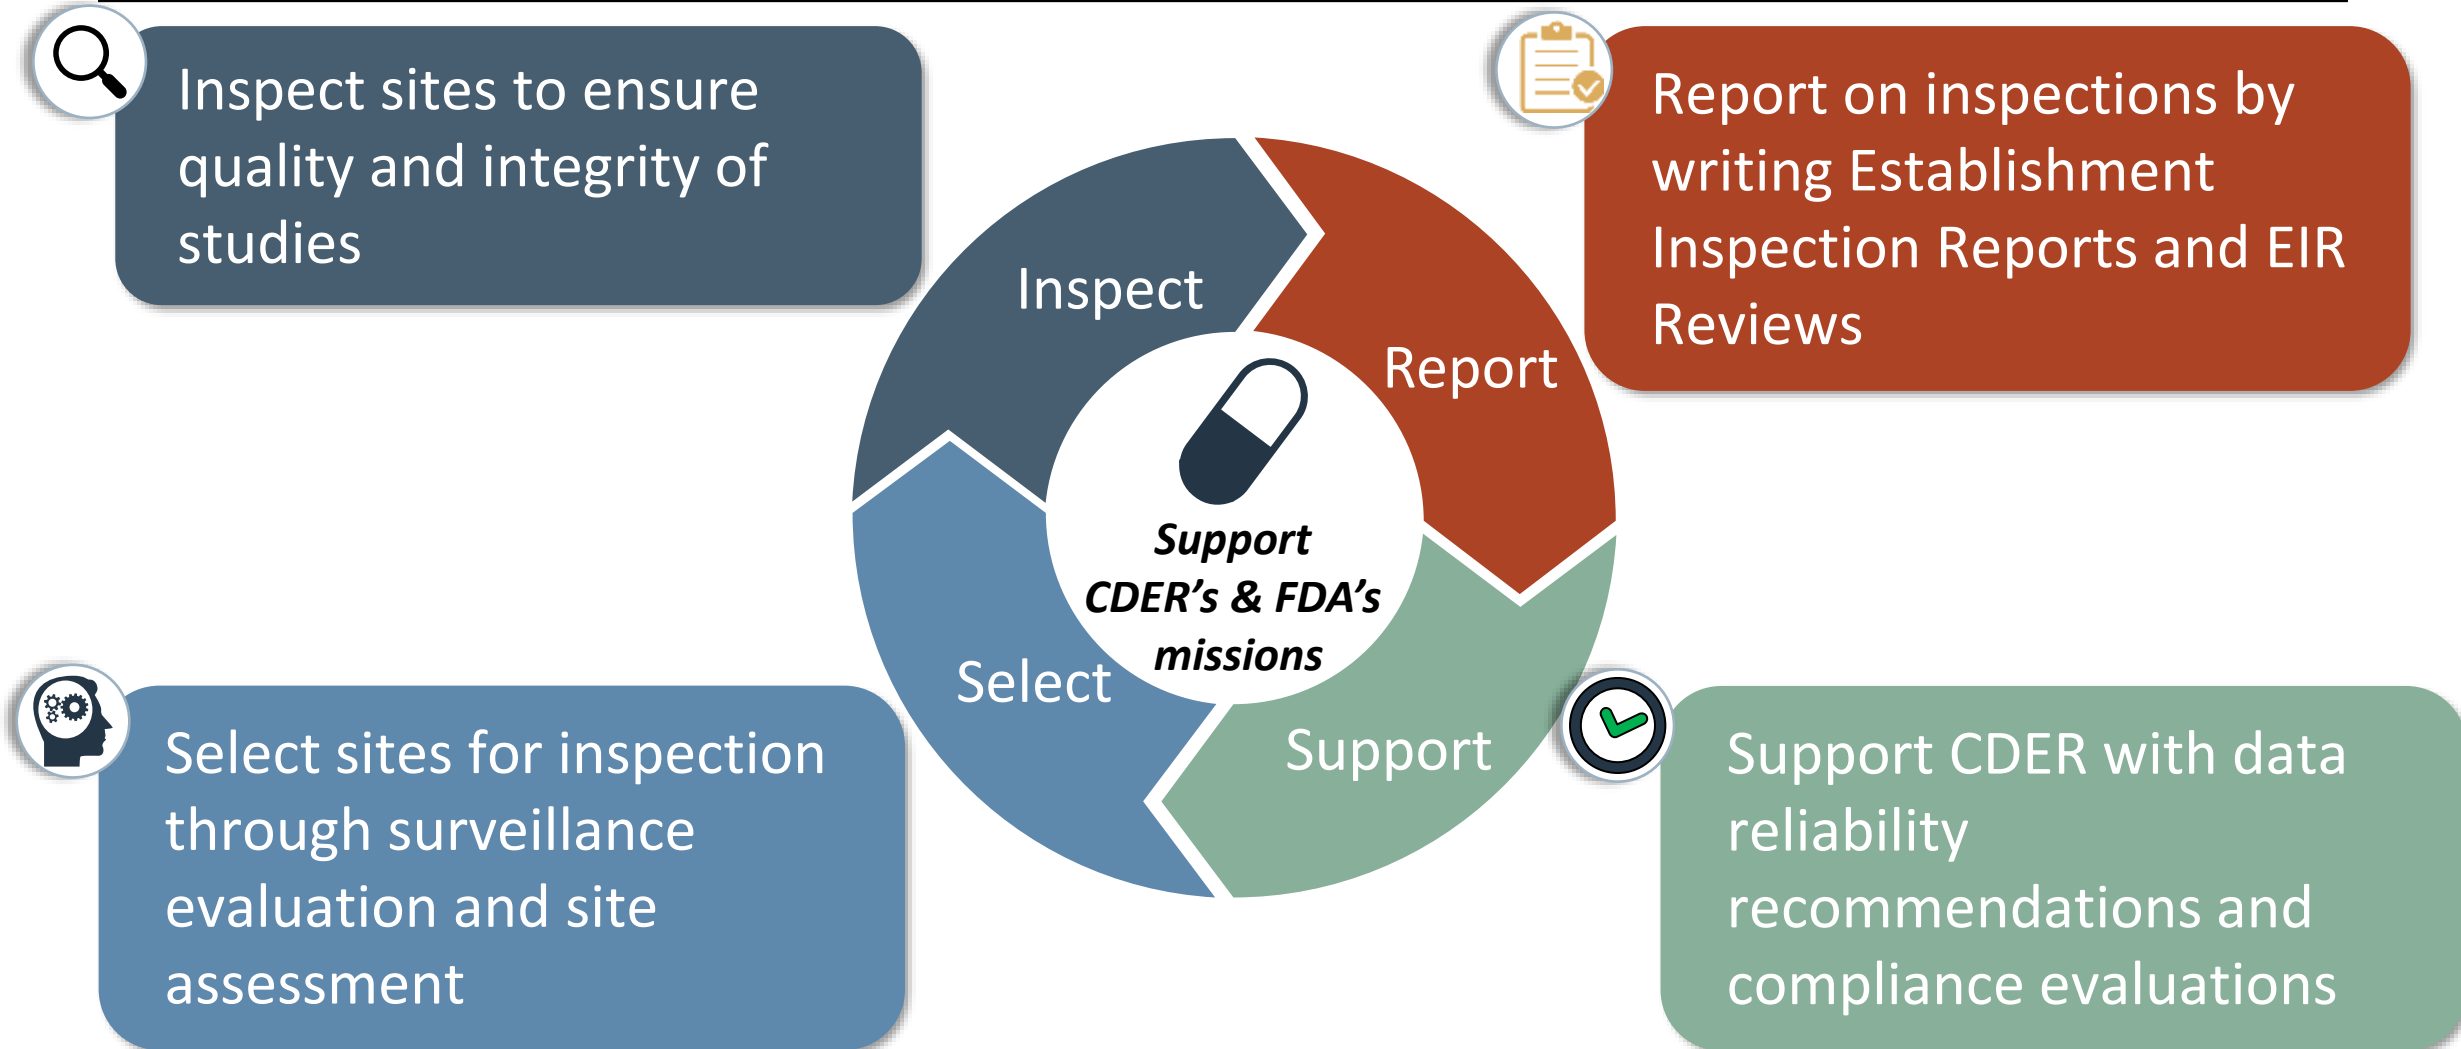 Inspect sites to ensure
quality and integrity of
studies
Report on inspections by
writing Establishment
Inspection Reports and EIR
Reviews
Inspect
Report
Support
CDER’s & FDA’s
missions
Select
Support
Select sites for inspection
through surveillance
evaluation and site
assessment
Support CDER with data
reliability
recommendations and
compliance evaluations